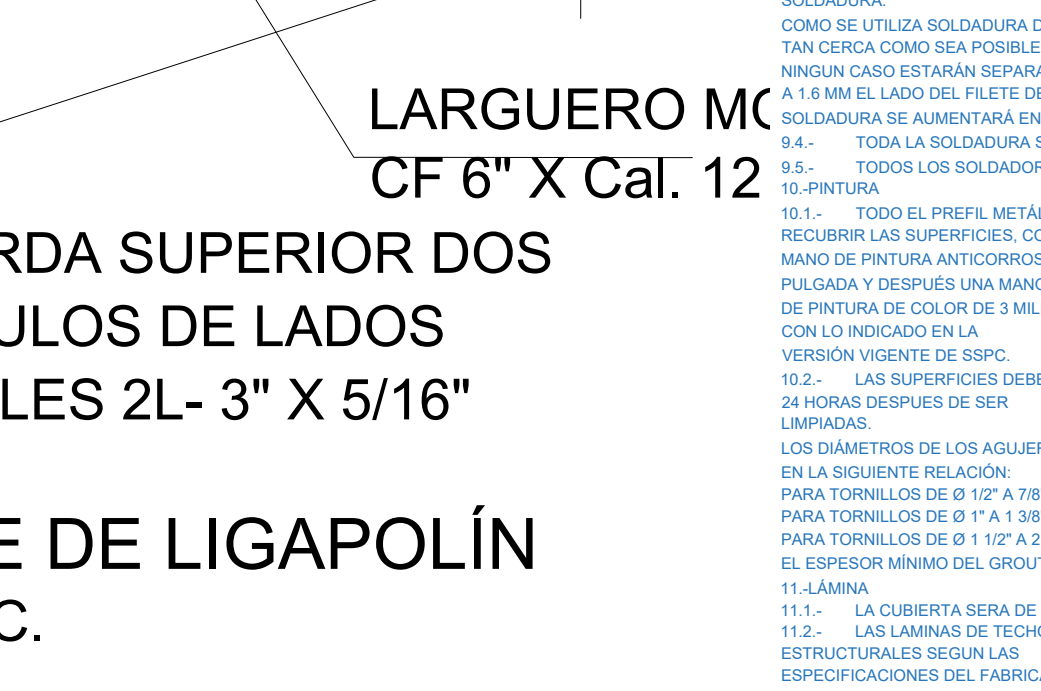 LARGUERO MC
CF 6" X Cal. 12
RDA SUPERIOR DOS
ULOS DE LADOS
LES 2L- 3" X 5/16"
E DE LIGAPOLÍN
C.
SOLDADURA.
COMO SE UTILIZA SOLDADURA D
TAN CERCA COMO SEA POSIBLE
NINGUN CASO ESTARÁN SEPARA
A 1.6 MM EL LADO DEL FILETE DE
SOLDADURA SE AUMENTARÁ EN
9.4.- TODA LA SOLDADURA S
9.5.- TODOS LOS SOLDADOR
10.-PINTURA
10.1.- TODO EL PREFIL METÁL
RECUBRIR LAS SUPERFICIES, CO
MANO DE PINTURA ANTICORROS
PULGADA Y DESPUÉS UNA MANO
DE PINTURA DE COLOR DE 3 MIL
CON LO INDICADO EN LA
VERSIÓN VIGENTE DE SSPC.
10.2.- LAS SUPERFICIES DEBE
24 HORAS DESPUES DE SER
LIMPIADAS.
LOS DIÁMETROS DE LOS AGUJER
EN LA SIGUIENTE RELACIÓN:
PARA TORNILLOS DE Ø 1/2" A 7/8"
PARA TORNILLOS DE Ø 1" A 1 3/8"
PARA TORNILLOS DE Ø 1 1/2" A 2
EL ESPESOR MÍNIMO DEL GROUT
11.-LÁMINA
11.1.- LA CUBIERTA SERA DE
11.2.- LAS LAMINAS DE TECHO
ESTRUCTURALES SEGUN LAS
ESPECIFICACIONES DEL FABRICA